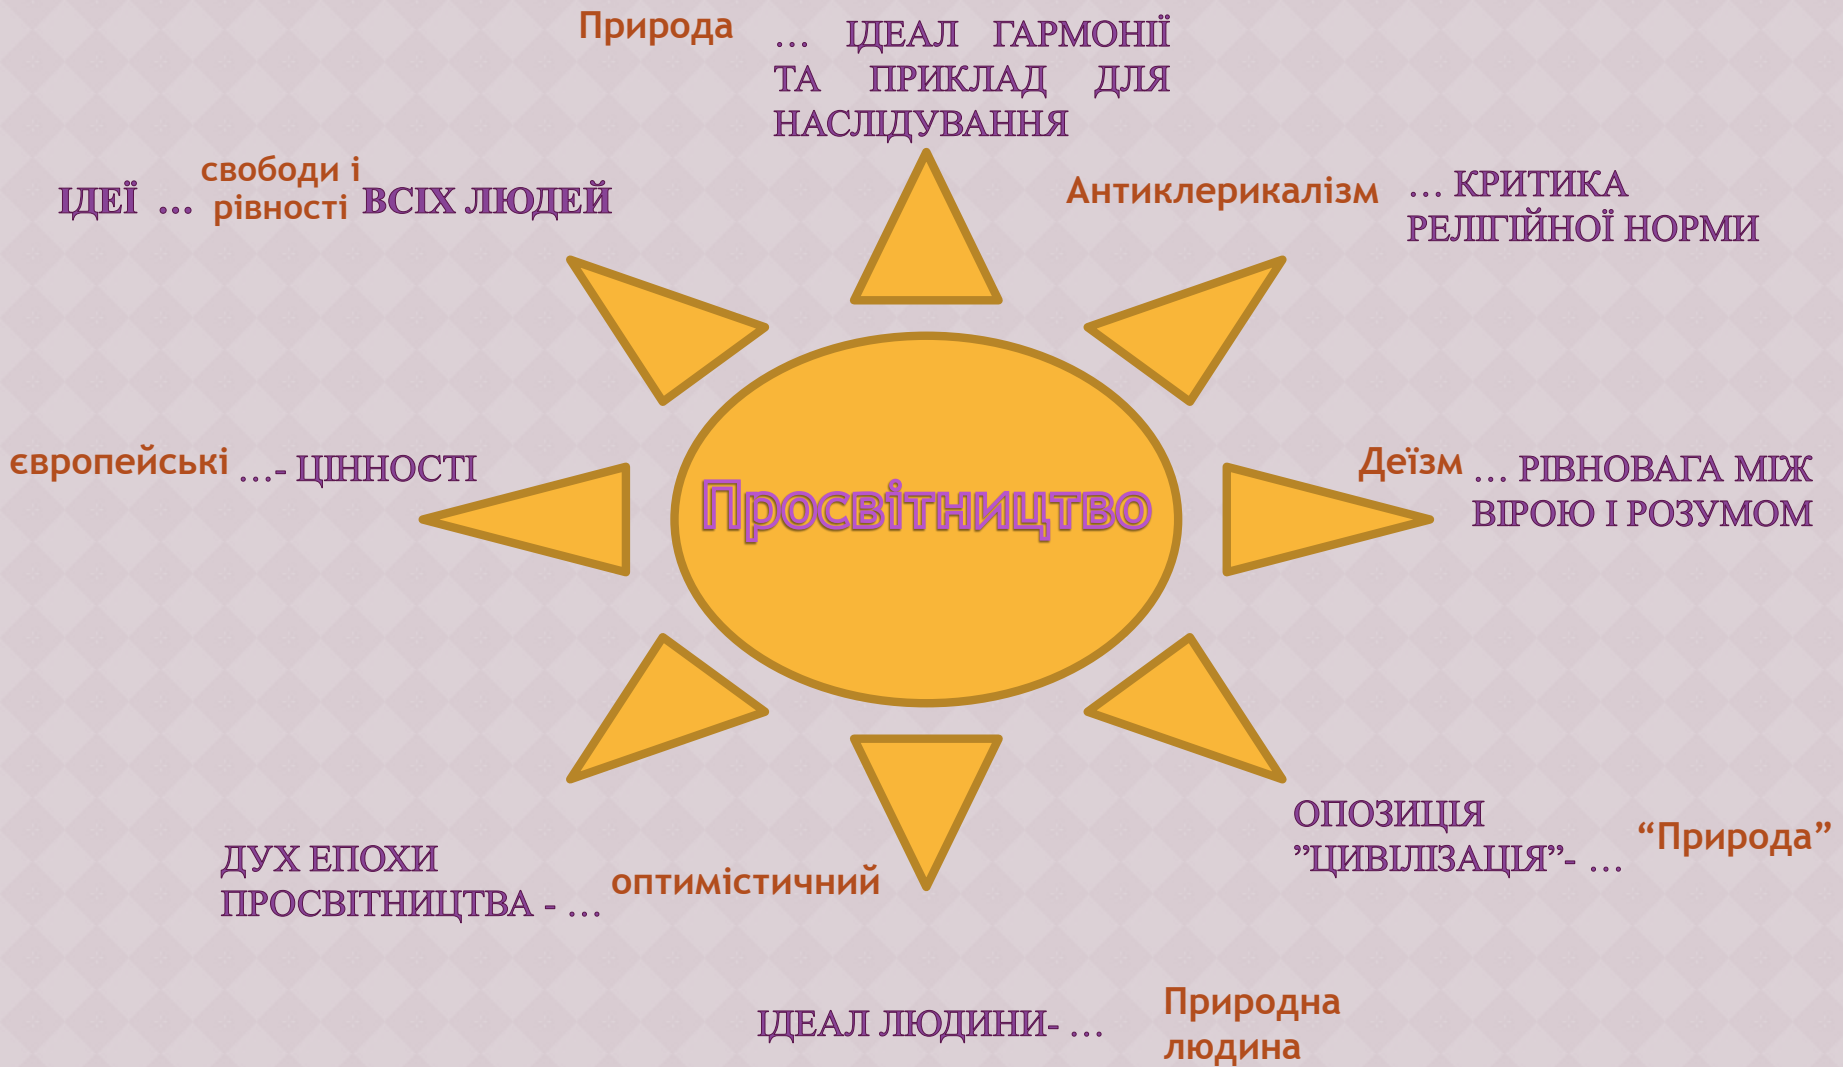 Природа … ІДЕАЛ ГАРМОНІЇ
ТА ПРИКЛАД ДЛЯ
НАСЛІДУВАННЯ
свободи і
ІДЕЇ … рівності ВСІХ ЛЮДЕЙ
Антиклерикалізм … КРИТИКА
РЕЛІГІЙНОЇ НОРМИ
європейські …- ЦІННОСТІ
Просвітництво
Деїзм … РІВНОВАГА МІЖ
ВІРОЮ І РОЗУМОМ
ДУХ ЕПОХИ
ПРОСВІТНИЦТВА - … оптимістичний
ОПОЗИЦІЯ
”ЦИВІЛІЗАЦІЯ”- … “Природа”
ІДЕАЛ ЛЮДИНИ- … Природна
людина